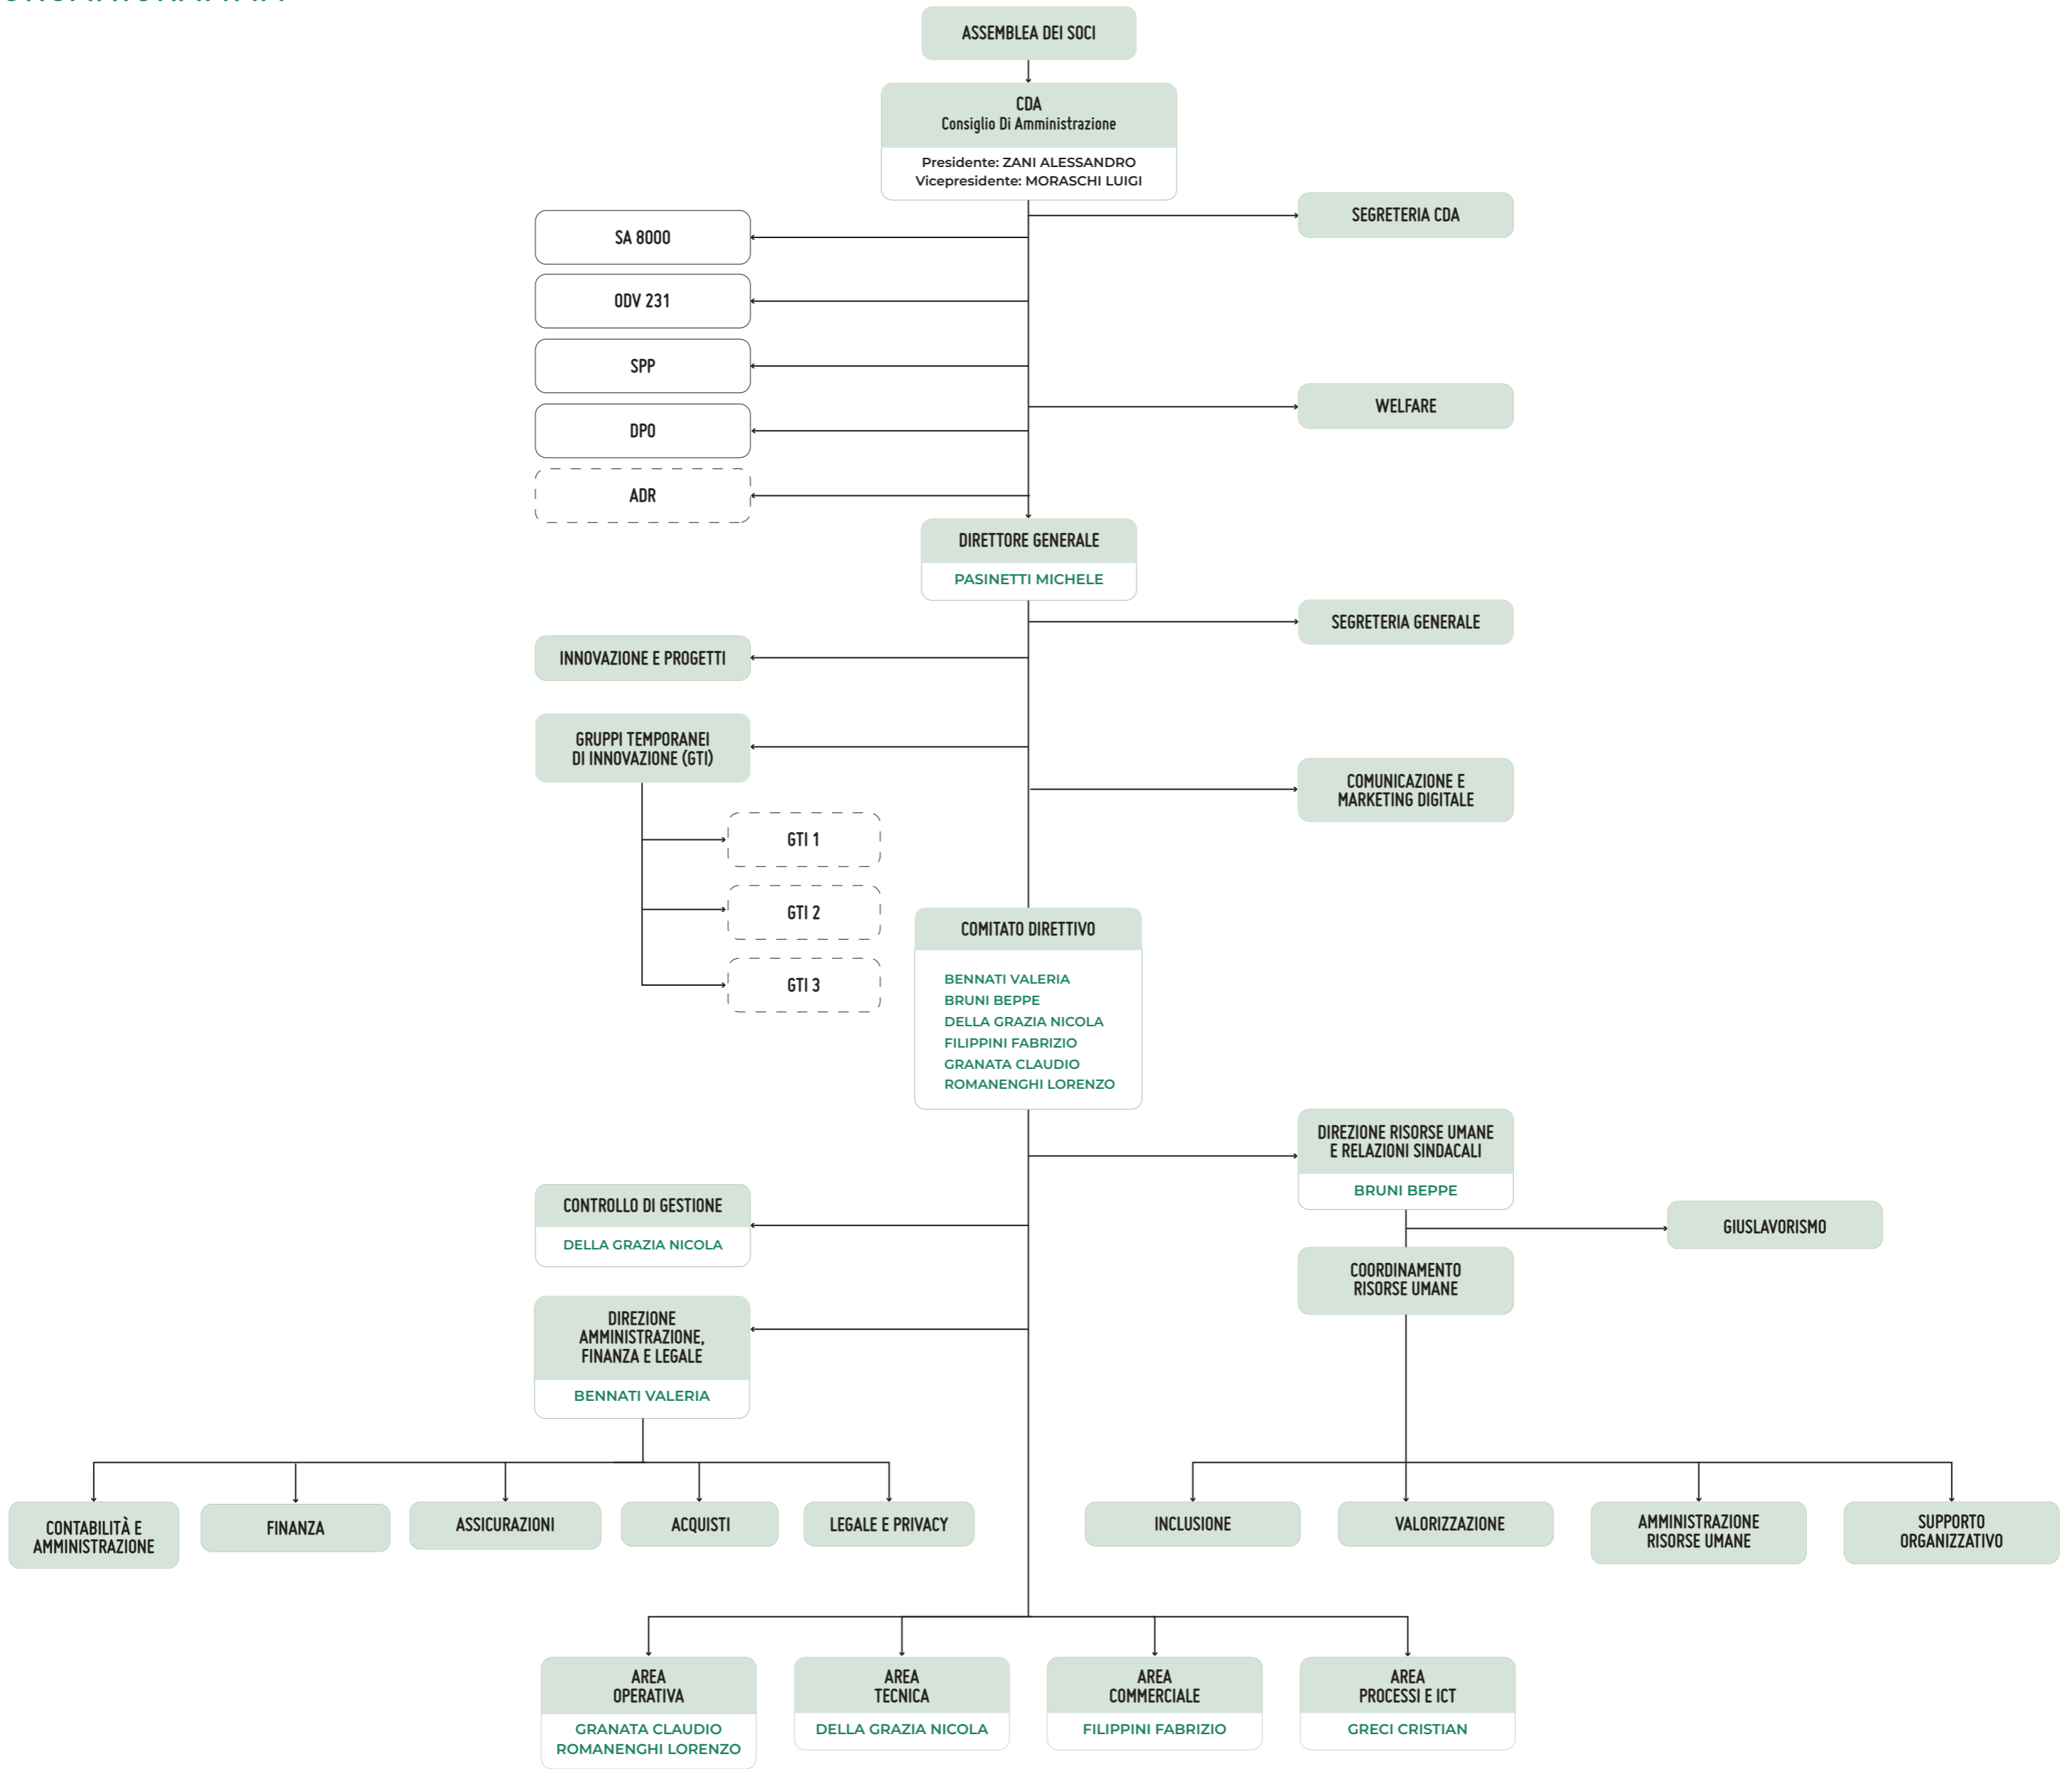 ASSEMBLEA DEI SOCI
CDA
Consiglio Di Amministrazione
Presidente: ZANI ALESSANDRO
Vicepresidente: MORASCHI LUIGI
SEGRETERIA CDA
SA 8000
ODV 231
SPP
WELFARE
DPO
ADR
DIRETTORE GENERALE
PASINETTI MICHELE
SEGRETERIA GENERALE
INNOVAZIONE E PROGETTI
GRUPPI TEMPORANEI
DI INNOVAZIONE (GTI)
COMUNICAZIONE E
MARKETING DIGITALE
GTI 1
GTI 2
GTI 3
COMITATO DIRETTIVO
BENNATI VALERIA
BRUNI BEPPE
DELLA GRAZIA NICOLA
FILIPPINI FABRIZIO
GRANATA CLAUDIO
ROMANENGHI LORENZO
DIREZIONE RISORSE UMANE
E RELAZIONI SINDACALI
BRUNI BEPPE
CONTROLLO DI GESTIONE
DELLA GRAZIA NICOLA
GIUSLAVORISMO
COORDINAMENTO
RISORSE UMANE
DIREZIONE
AMMINISTRAZIONE,
FINANZA E LEGALE
BENNATI VALERIA
CONTABILITÀ E
AMMINISTRAZIONE
FINANZA
ASSICURAZIONI
ACQUISTI
LEGALE E PRIVACY
INCLUSIONE
VALORIZZAZIONE
AMMINISTRAZIONE
RISORSE UMANE
SUPPORTO
ORGANIZZATIVO
AREA
OPERATIVA
GRANATA CLAUDIO
ROMANENGHI LORENZO
AREA
TECNICA
DELLA GRAZIA NICOLA
AREA
COMMERCIALE
FILIPPINI FABRIZIO
AREA
PROCESSI E ICT
GRECI CRISTIAN